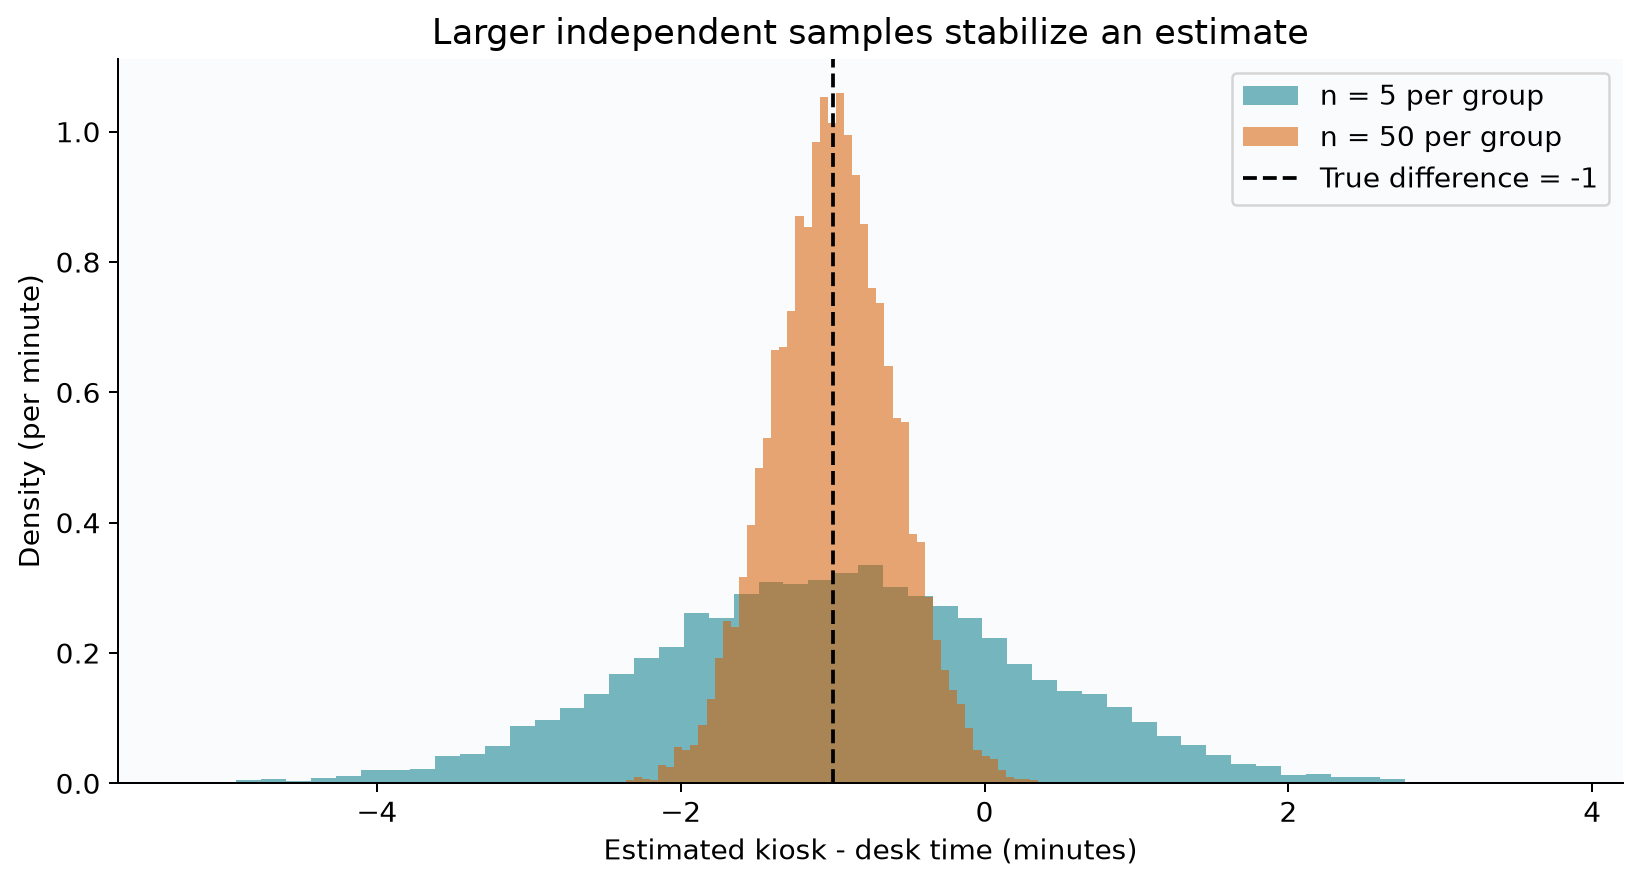 Larger independent samples stabilize an estimate
n = 5 per group
n = 50 per group
True difference = -1
Density (per minute)
1.0
0.8
0.6
0.4
0.2
0.0
−4
−2
0
2
4
Estimated kiosk - desk time (minutes)